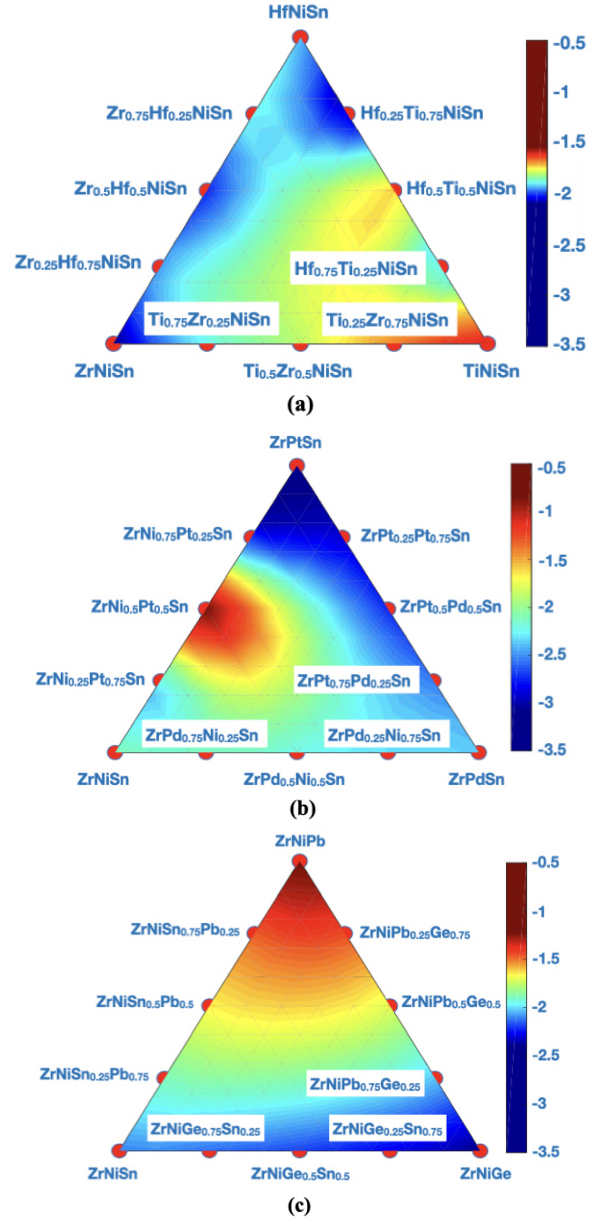 HfNiSn
-0.5
-1
Zr0.75Hf0.25NiSn
Hf0.25Ti0.75NiSn
-1.5
Zr0.5Hf0.5NiSn
Hf0.5Ti0.5NiSn
-2
Zr0.25Hf0.75NiSn
Hf0.75Ti0.25NiSn
-2.5
Ti0.75Zr0.25NiSn
Ti0.25Zr0.75NiSn
-3
-3.5
ZrNiSn
Ti0.5Zr0.5NiSn
TiNiSn
(a)
ZrPtSn
-0.5
-1
ZrNi0.75Pt0.25Sn
ZrPt0.25Pt0.75Sn
-1.5
ZrNi0.5Pt0.5Sn
ZrPt0.5Pd0.5Sn
-2
ZrNi0.25Pt0.75Sn
ZrPt0.75Pd0.25Sn
-2.5
ZrPd0.75Ni0.25Sn
ZrPd0.25Ni0.75Sn
-3
-3.5
ZrNiSn
ZrPd0.5Ni0.5Sn
ZrPdSn
(b)
ZrNiPb
-0.5
-1
ZrNiSn0.75Pb0.25
ZrNiPb0.25Ge0.75
-1.5
ZrNiSn0.5Pb0.5
ZrNiPb0.5Ge0.5
-2
ZrNiSn0.25Pb0.75
ZrNiPb0.75Ge0.25
-2.5
ZrNiGe0.75Sn0.25
ZrNiGe0.25Sn0.75
-3
-3.5
ZrNiSn
ZrNiGe0.5Sn0.5
ZrNiGe
(c)